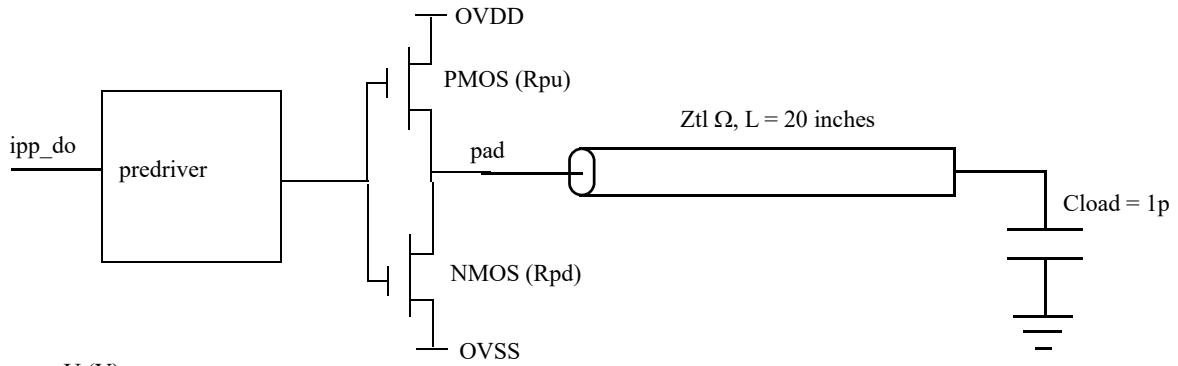 OVDD
PMOS (Rpu)
Ztl Ω, L = 20 inches
ipp_do
pad
predriver
Cload = 1p
NMOS (Rpd)
OVSS